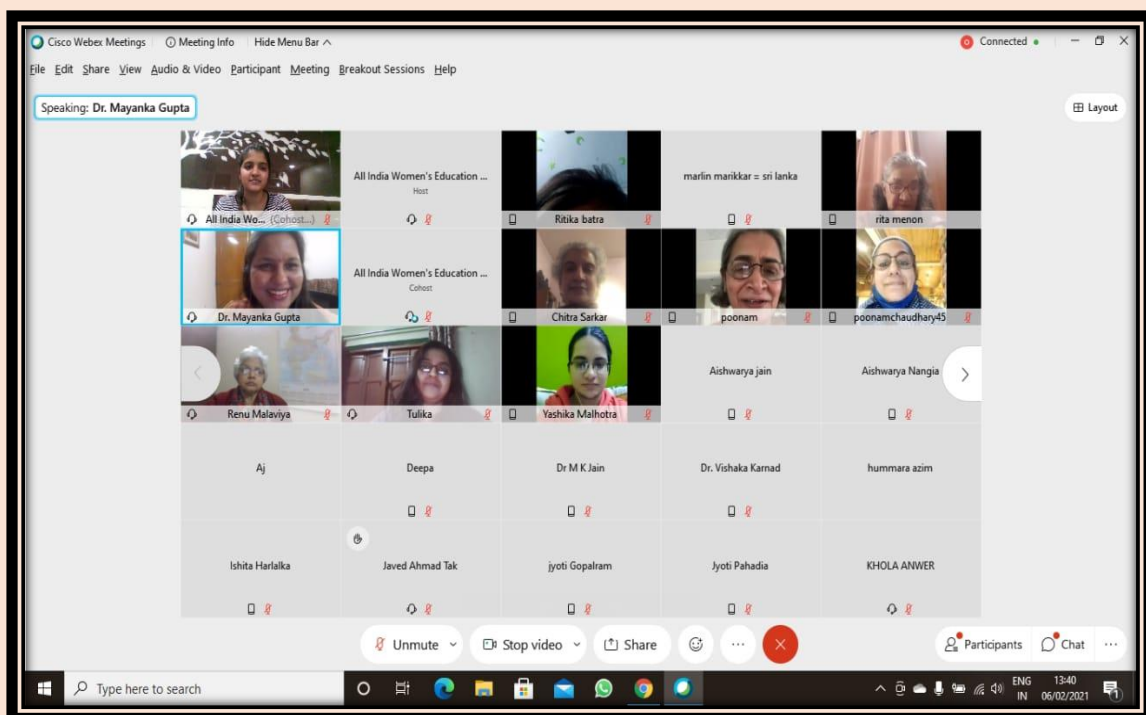 Cisco Webex Meetings Meeting Info Hide Menu Bar Connected
File Edit Share View Audio & Video Participant Meeting Breakout Sessions Help
Speaking: Dr. Mayanka Gupta Layout
All India Wo... (Cohost...)
All India Women's Education ...
Host
Ritika batra
marlin marikkar = sri lanka
rita menon
Dr. Mayanka Gupta
All India Women's Education ...
Cohost
Chitra Sarkar
poonam
poonamchaudhary45
Renu Malaviya
Tulika
Yashika Malhotra
Aishwarya jain
Aishwarya Nangia
Aj
Deepa
Dr M K Jain
Dr. Vishaka Karnad
hummara azim
Ishita Harlalka
Javed Ahmad Tak
jyoti Gopalram
Jyoti Pahadia
KHOLA ANWER
Unmute Stop video Share Participants Chat
Type here to search
ENG 13:40
IN 06/02/2021